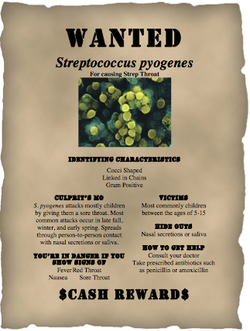 WANTED
Streptococcus pyogenes
For causing Strep Throat
IDENTIFYING CHARACTERISTICS
Cocci Shaped
Linked in Chains
Gram Positive
CULPRIT'S MO
S. pyogenes attacks mostly children
by giving them a sore throat. Most
common attacks occur in late fall,
winter, and early spring. Spreads
through person-to-person contact
with nasal secretions or saliva.
YOU'RE IN DANGER IF YOU
SHOW SIGNS OF
Fever Red Throat
Nausea Sore Throat
VICTIMS
Most commonly children
between the ages of 5-15
HIDE OUTS
Nasal secretions or saliva
HOW TO GET HELP
Consult your doctor
Take prescribed antibiotics such
as penicillin or amoxicillin
$CASH REWARD$